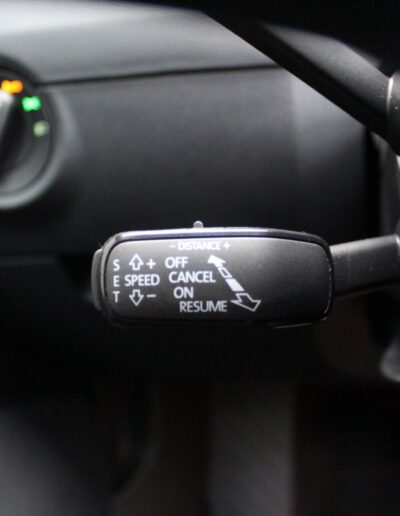 − DISTANCE +
S + OFF
E SPEED CANCEL
T − ON
RESUME